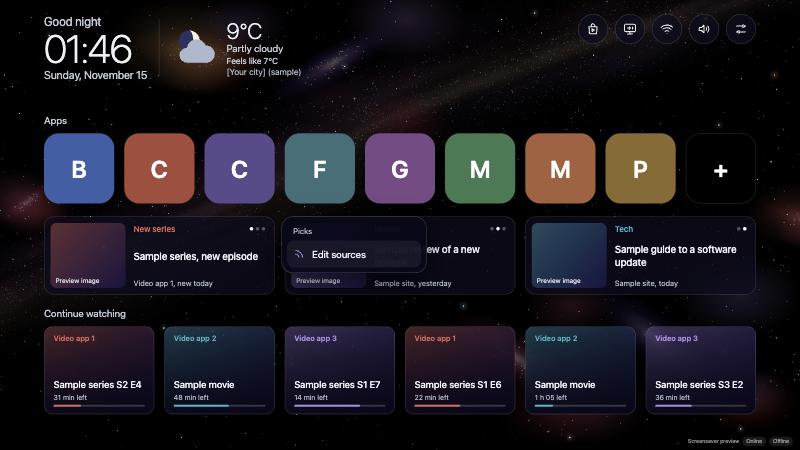 Good night
01:46
Sunday, November 15
9°C
Partly cloudy
Feels like 7°C
[Your city] (sample)
Apps
B C C F G M M P +
New series
Sample series, new episode
Video app 1, new today
Preview image
Picks
Edit sources
ew of a new
Preview image
Sample site, yesterday
Tech
Sample guide to a software
update
Sample site, today
Preview image
Continue watching
Video app 1
Sample series S2 E4
31 min left
Video app 2
Sample movie
48 min left
Video app 3
Sample series S1 E7
14 min left
Video app 1
Sample series S1 E6
22 min left
Video app 2
Sample movie
1 h 05 left
Video app 3
Sample series S3 E2
36 min left
Screensaver preview Online Offline